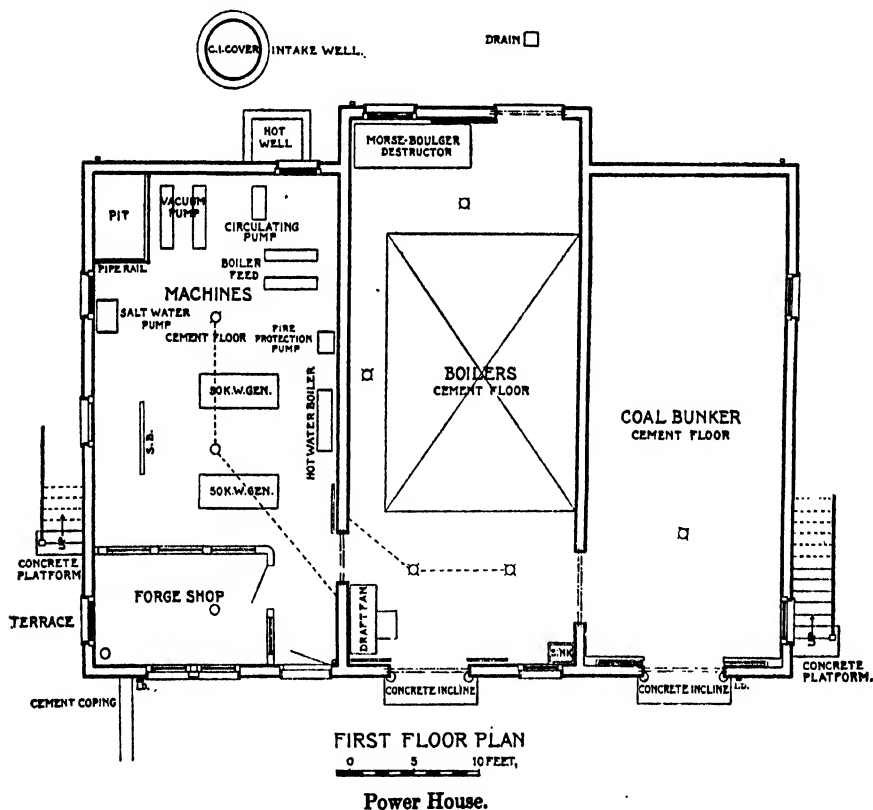 C.I.COVER
INTAKE WELL.
DRAIN
HOT
WELL
MORSE-BOULGER
DESTRUCTOR
PIT
VACUUM
PUMP
CIRCULATING
PUMP
PIPE RAIL
BOILER
FEED
MACHINES
SALT WATER
PUMP
CEMENT FLOOR
FIRE
PROTECTION
PUMP
BOILERS
CEMENT FLOOR
50 K.W. GEN.
HOT WATER BOILER
COAL BUNKER
CEMENT FLOOR
S.B.
50 K.W. GEN.
UP
CONCRETE
PLATFORM
FORGE SHOP
TERRACE
DRAFT FAN
SINK
UP
CONCRETE
PLATFORM.
CEMENT COPING
CONCRETE INCLINE
CONCRETE INCLINE
I.D.
FIRST FLOOR PLAN
0 5 10 FEET,
Power House.